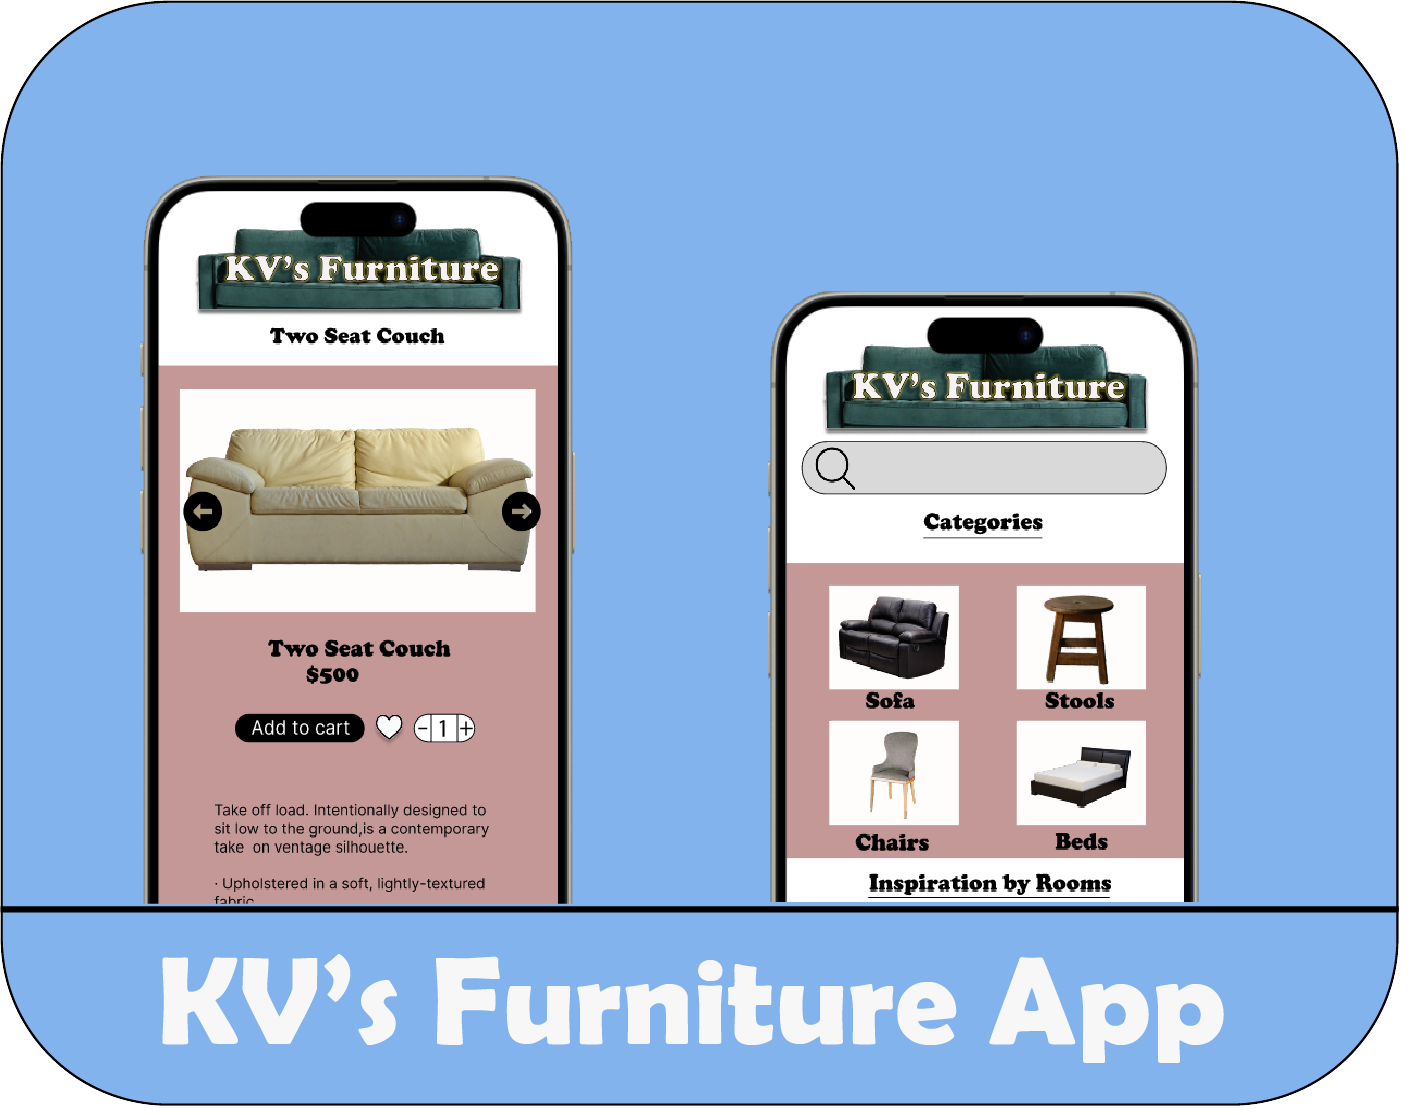 KV's Furniture
Two Seat Couch
Two Seat Couch
$500
Add to cart
− 1 +
Take off load. Intentionally designed to
sit low to the ground,is a contemporary
take on ventage silhouette.
· Upholstered in a soft, lightly-textured
fabric
KV's Furniture
Categories
Sofa
Stools
Chairs
Beds
Inspiration by Rooms
KV's Furniture App